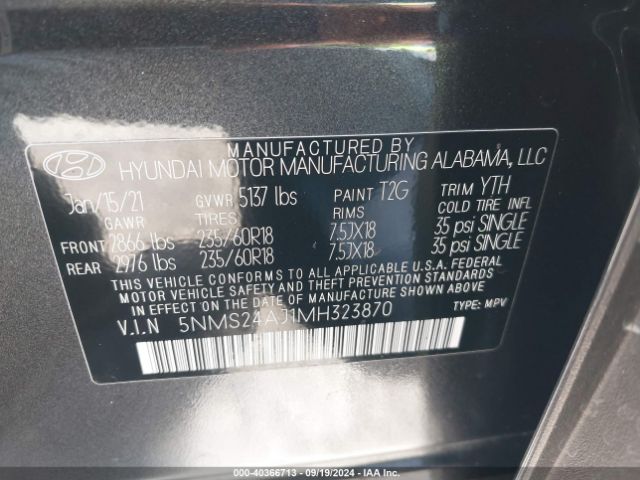 MANUFACTURED BY
HYUNDAI MOTOR MANUFACTURING ALABAMA, LLC
Jan/15/21 GVWR 5137 lbs PAINT T2G TRIM YTH
GAWR TIRES RIMS COLD TIRE INFL
FRONT 2866 lbs 235/60R18 7.5JX18 35 psi SINGLE
REAR 2976 lbs 235/60R18 7.5JX18 35 psi SINGLE
THIS VEHICLE CONFORMS TO ALL APPLICABLE U.S.A. FEDERAL
MOTOR VEHICLE SAFETY AND THEFT PREVENTION STANDARDS
IN EFFECT ON THE DATE OF MANUFACTURE SHOWN ABOVE
V.I.N 5NMS24AJ1MH323870 TYPE: MPV
000-40366713 - 09/19/2024 - IAA Inc.